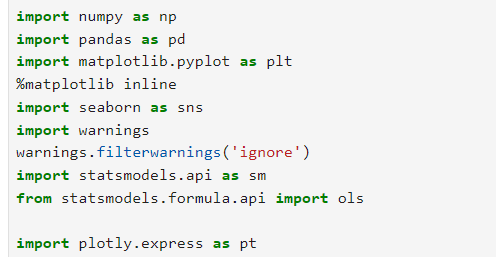 import numpy as np
import pandas as pd
import matplotlib.pyplot as plt
%matplotlib inline
import seaborn as sns
import warnings
warnings.filterwarnings('ignore')
import statsmodels.api as sm
from statsmodels.formula.api import ols
import plotly.express as pt